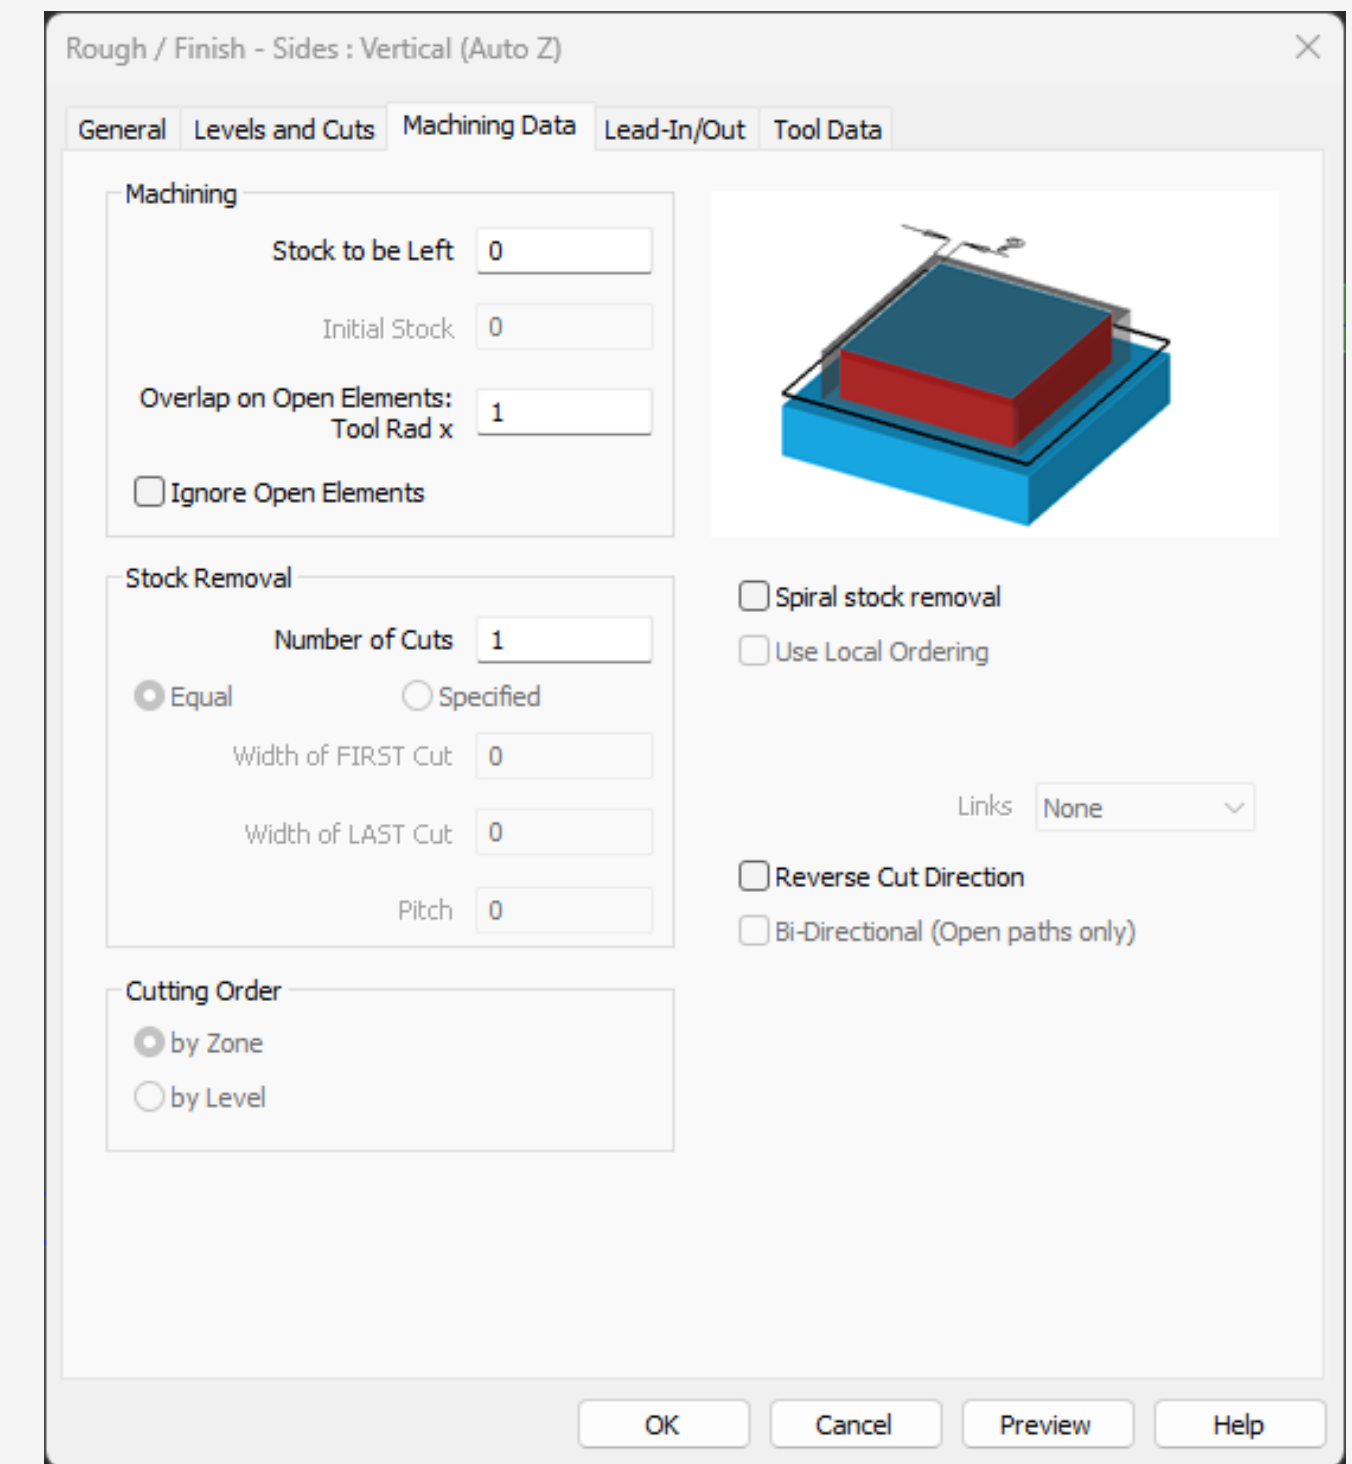 Rough / Finish - Sides : Vertical (Auto Z)
General
Levels and Cuts
Machining Data
Lead-In/Out
Tool Data
Machining
Stock to be Left
0
Initial Stock
0
Overlap on Open Elements:
Tool Rad x
1
Ignore Open Elements
Stock Removal
Number of Cuts
1
Equal
Specified
Width of FIRST Cut
0
Width of LAST Cut
0
Pitch
0
Cutting Order
by Zone
by Level
Spiral stock removal
Use Local Ordering
Links
None
Reverse Cut Direction
Bi-Directional (Open paths only)
OK
Cancel
Preview
Help